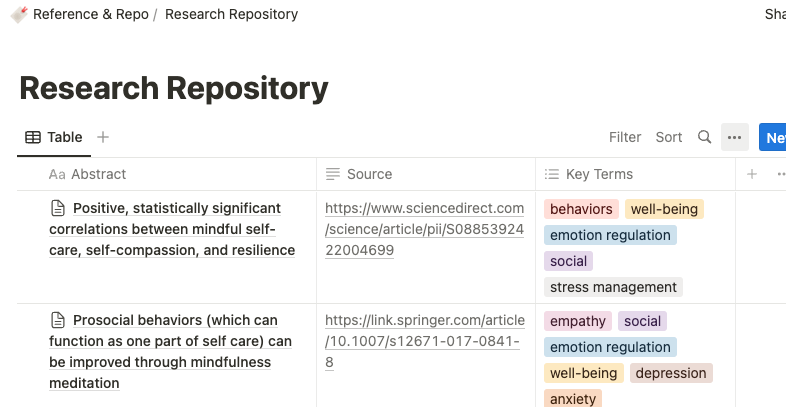 Reference & Repo / Research Repository
Sha
Research Repository
Table
Filter Sort
Ne
Aa Abstract
Source
Key Terms
Positive, statistically significant
correlations between mindful self-
care, self-compassion, and resilience
https://www.sciencedirect.com
/science/article/pii/S08853924
22004699
behaviors well-being
emotion regulation
social
stress management
Prosocial behaviors (which can
function as one part of self care) can
be improved through mindfulness
meditation
https://link.springer.com/article
/10.1007/s12671-017-0841-
8
empathy social
emotion regulation
well-being depression
anxiety